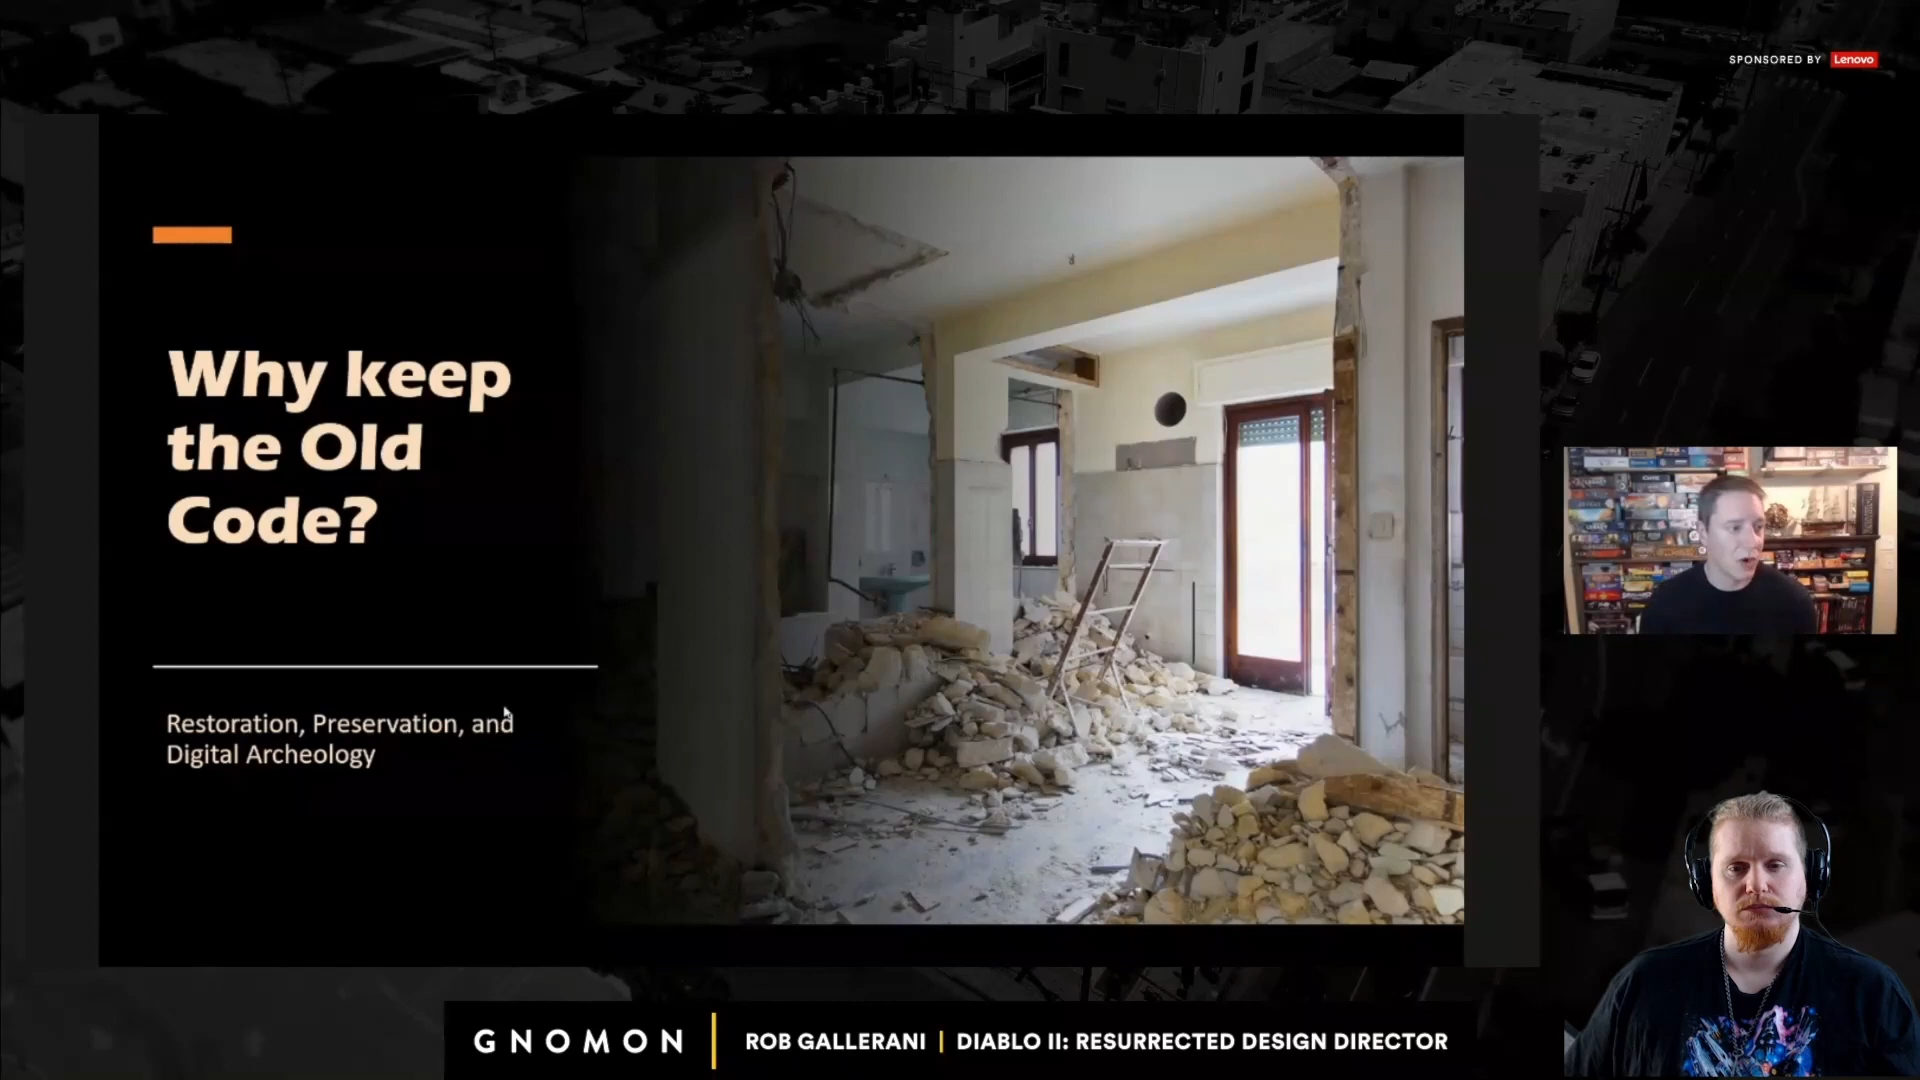 SPONSORED BY Lenovo
Why keep
the Old
Code?
Restoration, Preservation, and
Digital Archeology
GNOMON | ROB GALLERANI | DIABLO II: RESURRECTED DESIGN DIRECTOR